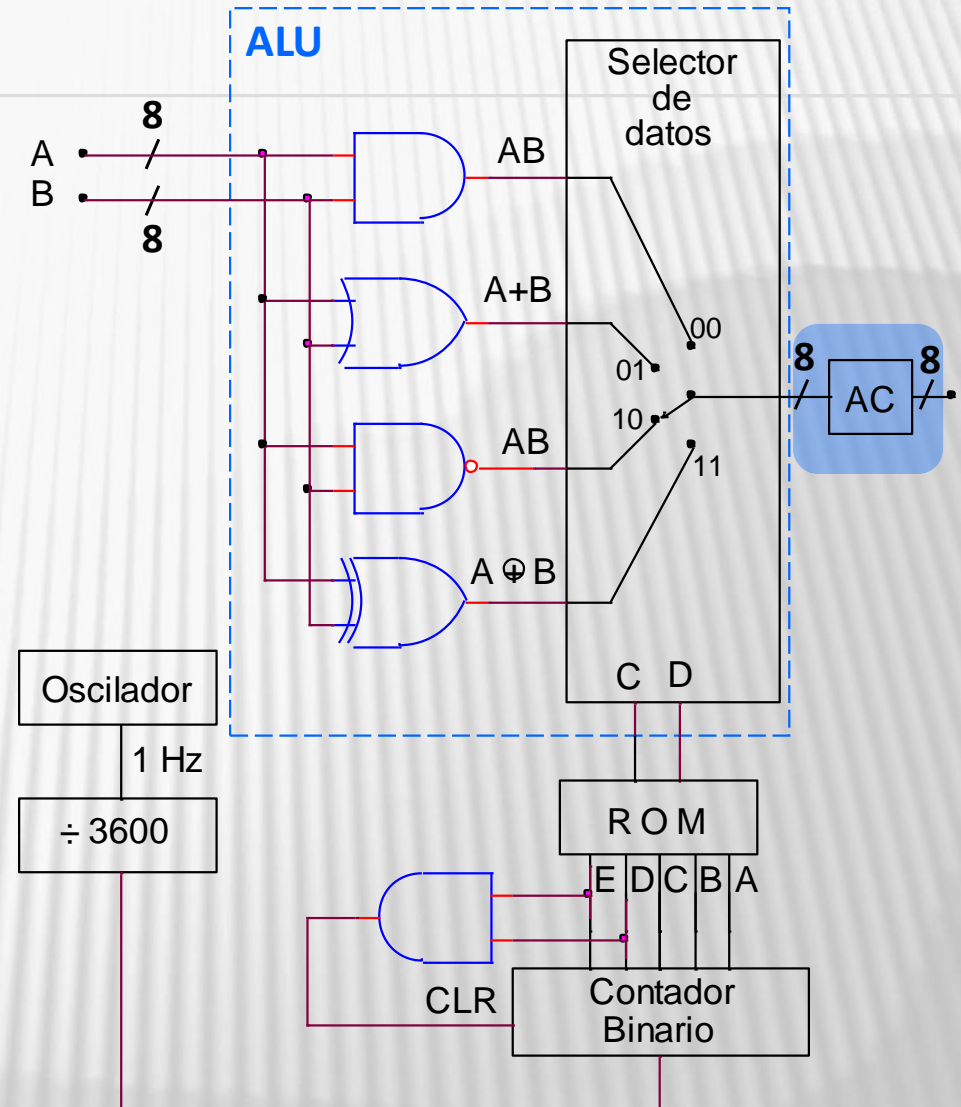 ALU
Selector
de
datos
8
A
B
8
AB
A+B
00
01
8
8
AC
10
AB
11
A ⊕ B
C D
Oscilador
1 Hz
÷ 3600
R O M
E D C B A
CLR
Contador
Binario